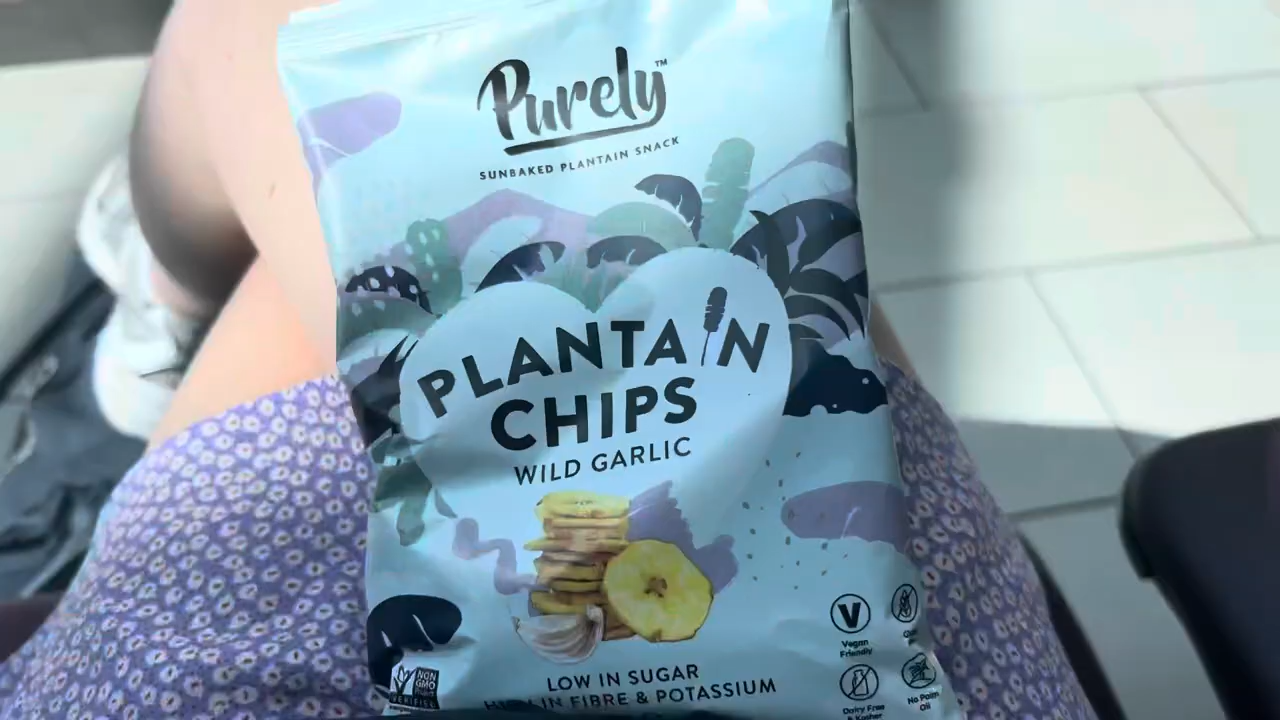 Purely™
SUNBAKED PLANTAIN SNACK
PLANTAIN
CHIPS
WILD GARLIC
V
Vegan
Friendly
NON
GMO
VERIFIED
No Palm
Oil
Dairy Free
& Kosher
LOW IN SUGAR
IN FIBRE & POTASSIUM